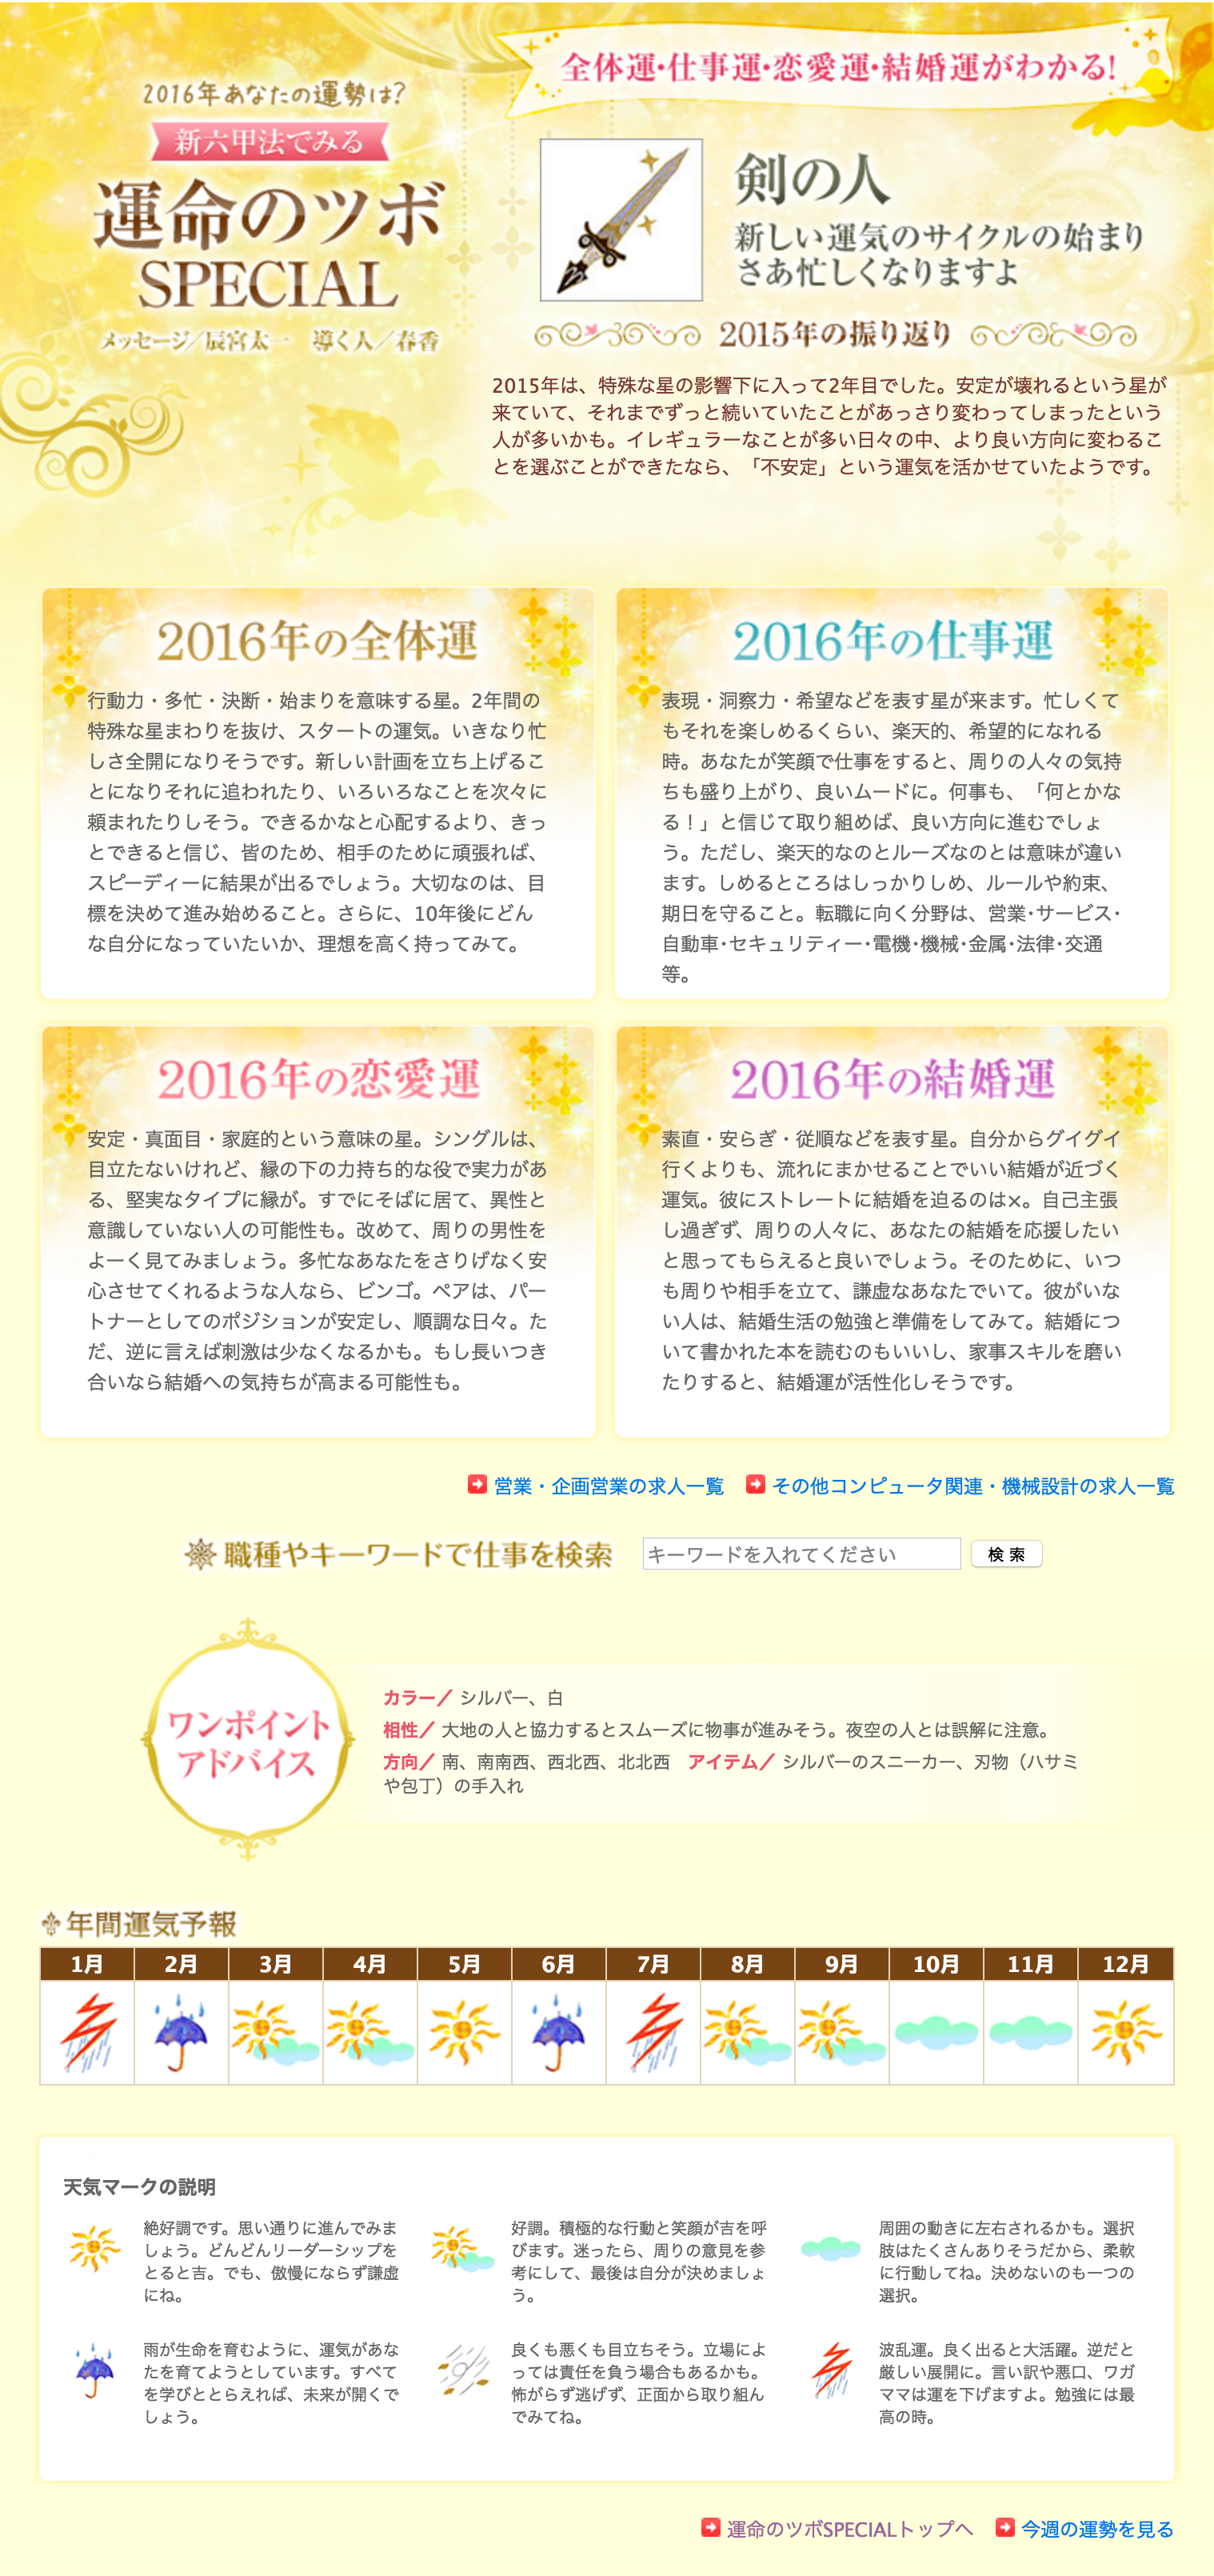 全体運・仕事運・恋愛運・結婚運がわかる!
2016年あなたの運勢は?
新六甲法でみる
運命のツボ
SPECIAL
メッセージ／辰宮太一　導く人／春香
剣の人
新しい運気のサイクルの始まり
さあ忙しくなりますよ
2015年の振り返り
2015年は、特殊な星の影響下に入って2年目でした。安定が壊れるという星が
来ていて、それまでずっと続いていたことがあっさり変わってしまったという
人が多いかも。イレギュラーなことが多い日々の中、より良い方向に変わるこ
とを選ぶことができたなら、「不安定」という運気を活かせていたようです。
2016年の全体運
行動力・多忙・決断・始まりを意味する星。2年間の
特殊な星まわりを抜け、スタートの運気。いきなり忙
しさ全開になりそうです。新しい計画を立ち上げるこ
とになりそれに追われたり、いろいろなことを次々に
頼まれたりしそう。できるかなと心配するより、きっ
とできると信じ、皆のため、相手のために頑張れば、
スピーディーに結果が出るでしょう。大切なのは、目
標を決めて進み始めること。さらに、10年後にどん
な自分になっていたいか、理想を高く持ってみて。
2016年の仕事運
表現・洞察力・希望などを表す星が来ます。忙しくて
もそれを楽しめるくらい、楽天的、希望的になれる
時。あなたが笑顔で仕事をすると、周りの人々の気持
ちも盛り上がり、良いムードに。何事も、「何とかな
る！」と信じて取り組めば、良い方向に進むでしょ
う。ただし、楽天的なのとルーズなのとは意味が違い
ます。しめるところはしっかりしめ、ルールや約束、
期日を守ること。転職に向く分野は、営業･サービス･
自動車･セキュリティー･電機･機械･金属･法律･交通
等。
2016年の恋愛運
安定・真面目・家庭的という意味の星。シングルは、
目立たないけれど、縁の下の力持ち的な役で実力があ
る、堅実なタイプに縁が。すでにそばに居て、異性と
意識していない人の可能性も。改めて、周りの男性を
よーく見てみましょう。多忙なあなたをさりげなく安
心させてくれるような人なら、ビンゴ。ペアは、パー
トナーとしてのポジションが安定し、順調な日々。た
だ、逆に言えば刺激は少なくなるかも。もし長いつき
合いなら結婚への気持ちが高まる可能性も。
2016年の結婚運
素直・安らぎ・従順などを表す星。自分からグイグイ
行くよりも、流れにまかせることでいい結婚が近づく
運気。彼にストレートに結婚を迫るのは×。自己主張
し過ぎず、周りの人々に、あなたの結婚を応援したい
と思ってもらえると良いでしょう。そのために、いつ
も周りや相手を立て、謙虚なあなたでいて。彼がいな
い人は、結婚生活の勉強と準備をしてみて。結婚につ
いて書かれた本を読むのもいいし、家事スキルを磨い
たりすると、結婚運が活性化しそうです。
営業・企画営業の求人一覧　その他コンピュータ関連・機械設計の求人一覧
職種やキーワードで仕事を検索　キーワードを入れてください　検 索
ワンポイント
アドバイス
カラー／ シルバー、白
相性／ 大地の人と協力するとスムーズに物事が進みそう。夜空の人とは誤解に注意。
方向／ 南、南南西、西北西、北北西　アイテム／ シルバーのスニーカー、刃物（ハサミ
や包丁）の手入れ
年間運気予報
1月 2月 3月 4月 5月 6月 7月 8月 9月 10月 11月 12月
天気マークの説明
絶好調です。思い通りに進んでみま
しょう。どんどんリーダーシップを
とると吉。でも、傲慢にならず謙虚
にね。
好調。積極的な行動と笑顔が吉を呼
びます。迷ったら、周りの意見を参
考にして、最後は自分が決めましょ
う。
周囲の動きに左右されるかも。選択
肢はたくさんありそうだから、柔軟
に行動してね。決めないのも一つの
選択。
雨が生命を育むように、運気があな
たを育てようとしています。すべて
を学びととらえれば、未来が開くで
しょう。
良くも悪くも目立ちそう。立場によ
っては責任を負う場合もあるかも。
怖がらず逃げず、正面から取り組ん
でみてね。
波乱運。良く出ると大活躍。逆だと
厳しい展開に。言い訳や悪口、ワガ
ママは運を下げますよ。勉強には最
高の時。
運命のツボSPECIALトップへ　今週の運勢を見る